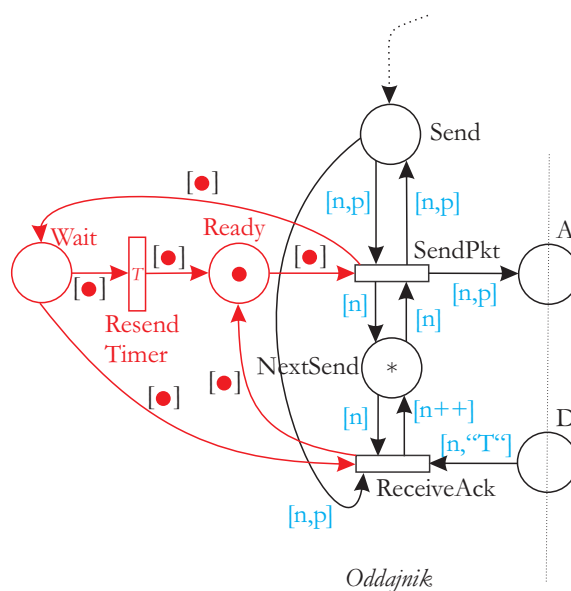 Send
[n,p]
[n,p]
[●]
Wait
Ready
[●]
[●]
[●]
T
SendPkt
A
[n,p]
Resend
Timer
[n]
[n]
NextSend
*
[●]
[●]
[n]
[n++]
D
[n,“T“]
ReceiveAck
[n,p]
Oddajnik